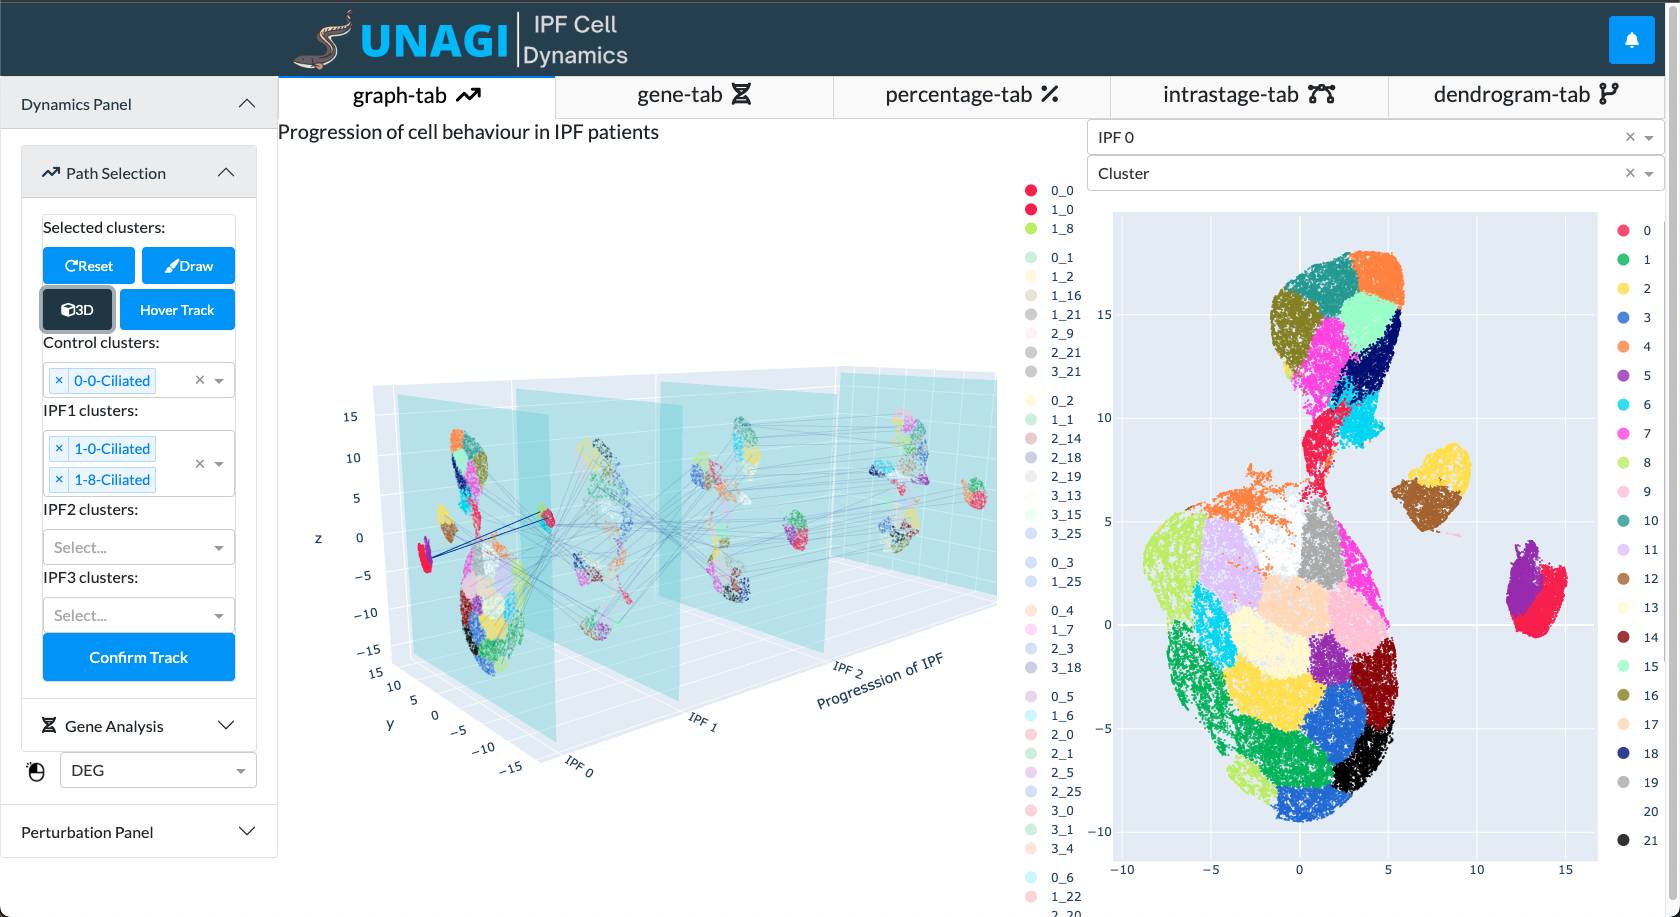 UNAGI
IPF Cell
Dynamics
Dynamics Panel
Path Selection
Selected clusters:
Reset
Draw
3D
Hover Track
Control clusters:
× 0-0-Ciliated
IPF1 clusters:
× 1-0-Ciliated
× 1-8-Ciliated
IPF2 clusters:
Select...
IPF3 clusters:
Select...
Confirm Track
Gene Analysis
DEG
Perturbation Panel
graph-tab
gene-tab
percentage-tab
intrastage-tab
dendrogram-tab
Progression of cell behaviour in IPF patients
z
15
10
5
0
−5
−10
−15
y
15
10
5
0
−5
−10
−15
IPF 0
IPF 1
IPF 2
Progresssion of IPF
0_0
1_0
1_8
0_1
1_2
1_16
1_21
2_9
2_21
3_21
0_2
1_1
2_14
2_18
2_19
3_13
3_15
3_25
0_3
1_25
0_4
1_7
2_3
3_18
0_5
1_6
2_0
2_1
2_5
2_25
3_0
3_1
3_4
0_6
1_22
2_20
IPF 0
Cluster
15
10
5
0
−5
−10
−10
−5
0
5
10
15
0
1
2
3
4
5
6
7
8
9
10
11
12
13
14
15
16
17
18
19
20
21